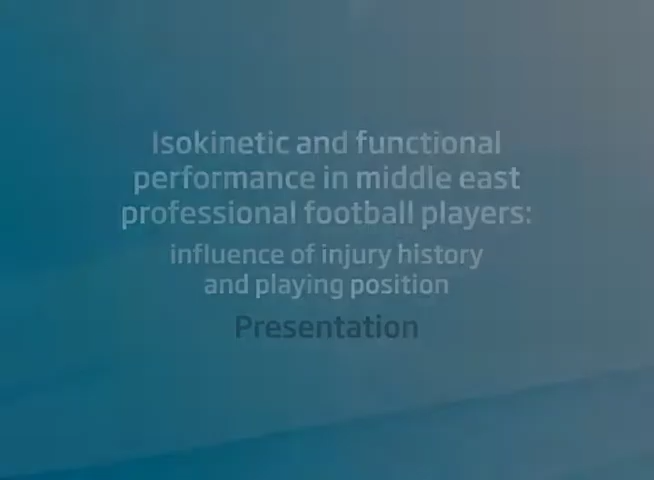 Isokinetic and functional
performance in middle east
professional football players:
influence of injury history
and playing position
Presentation